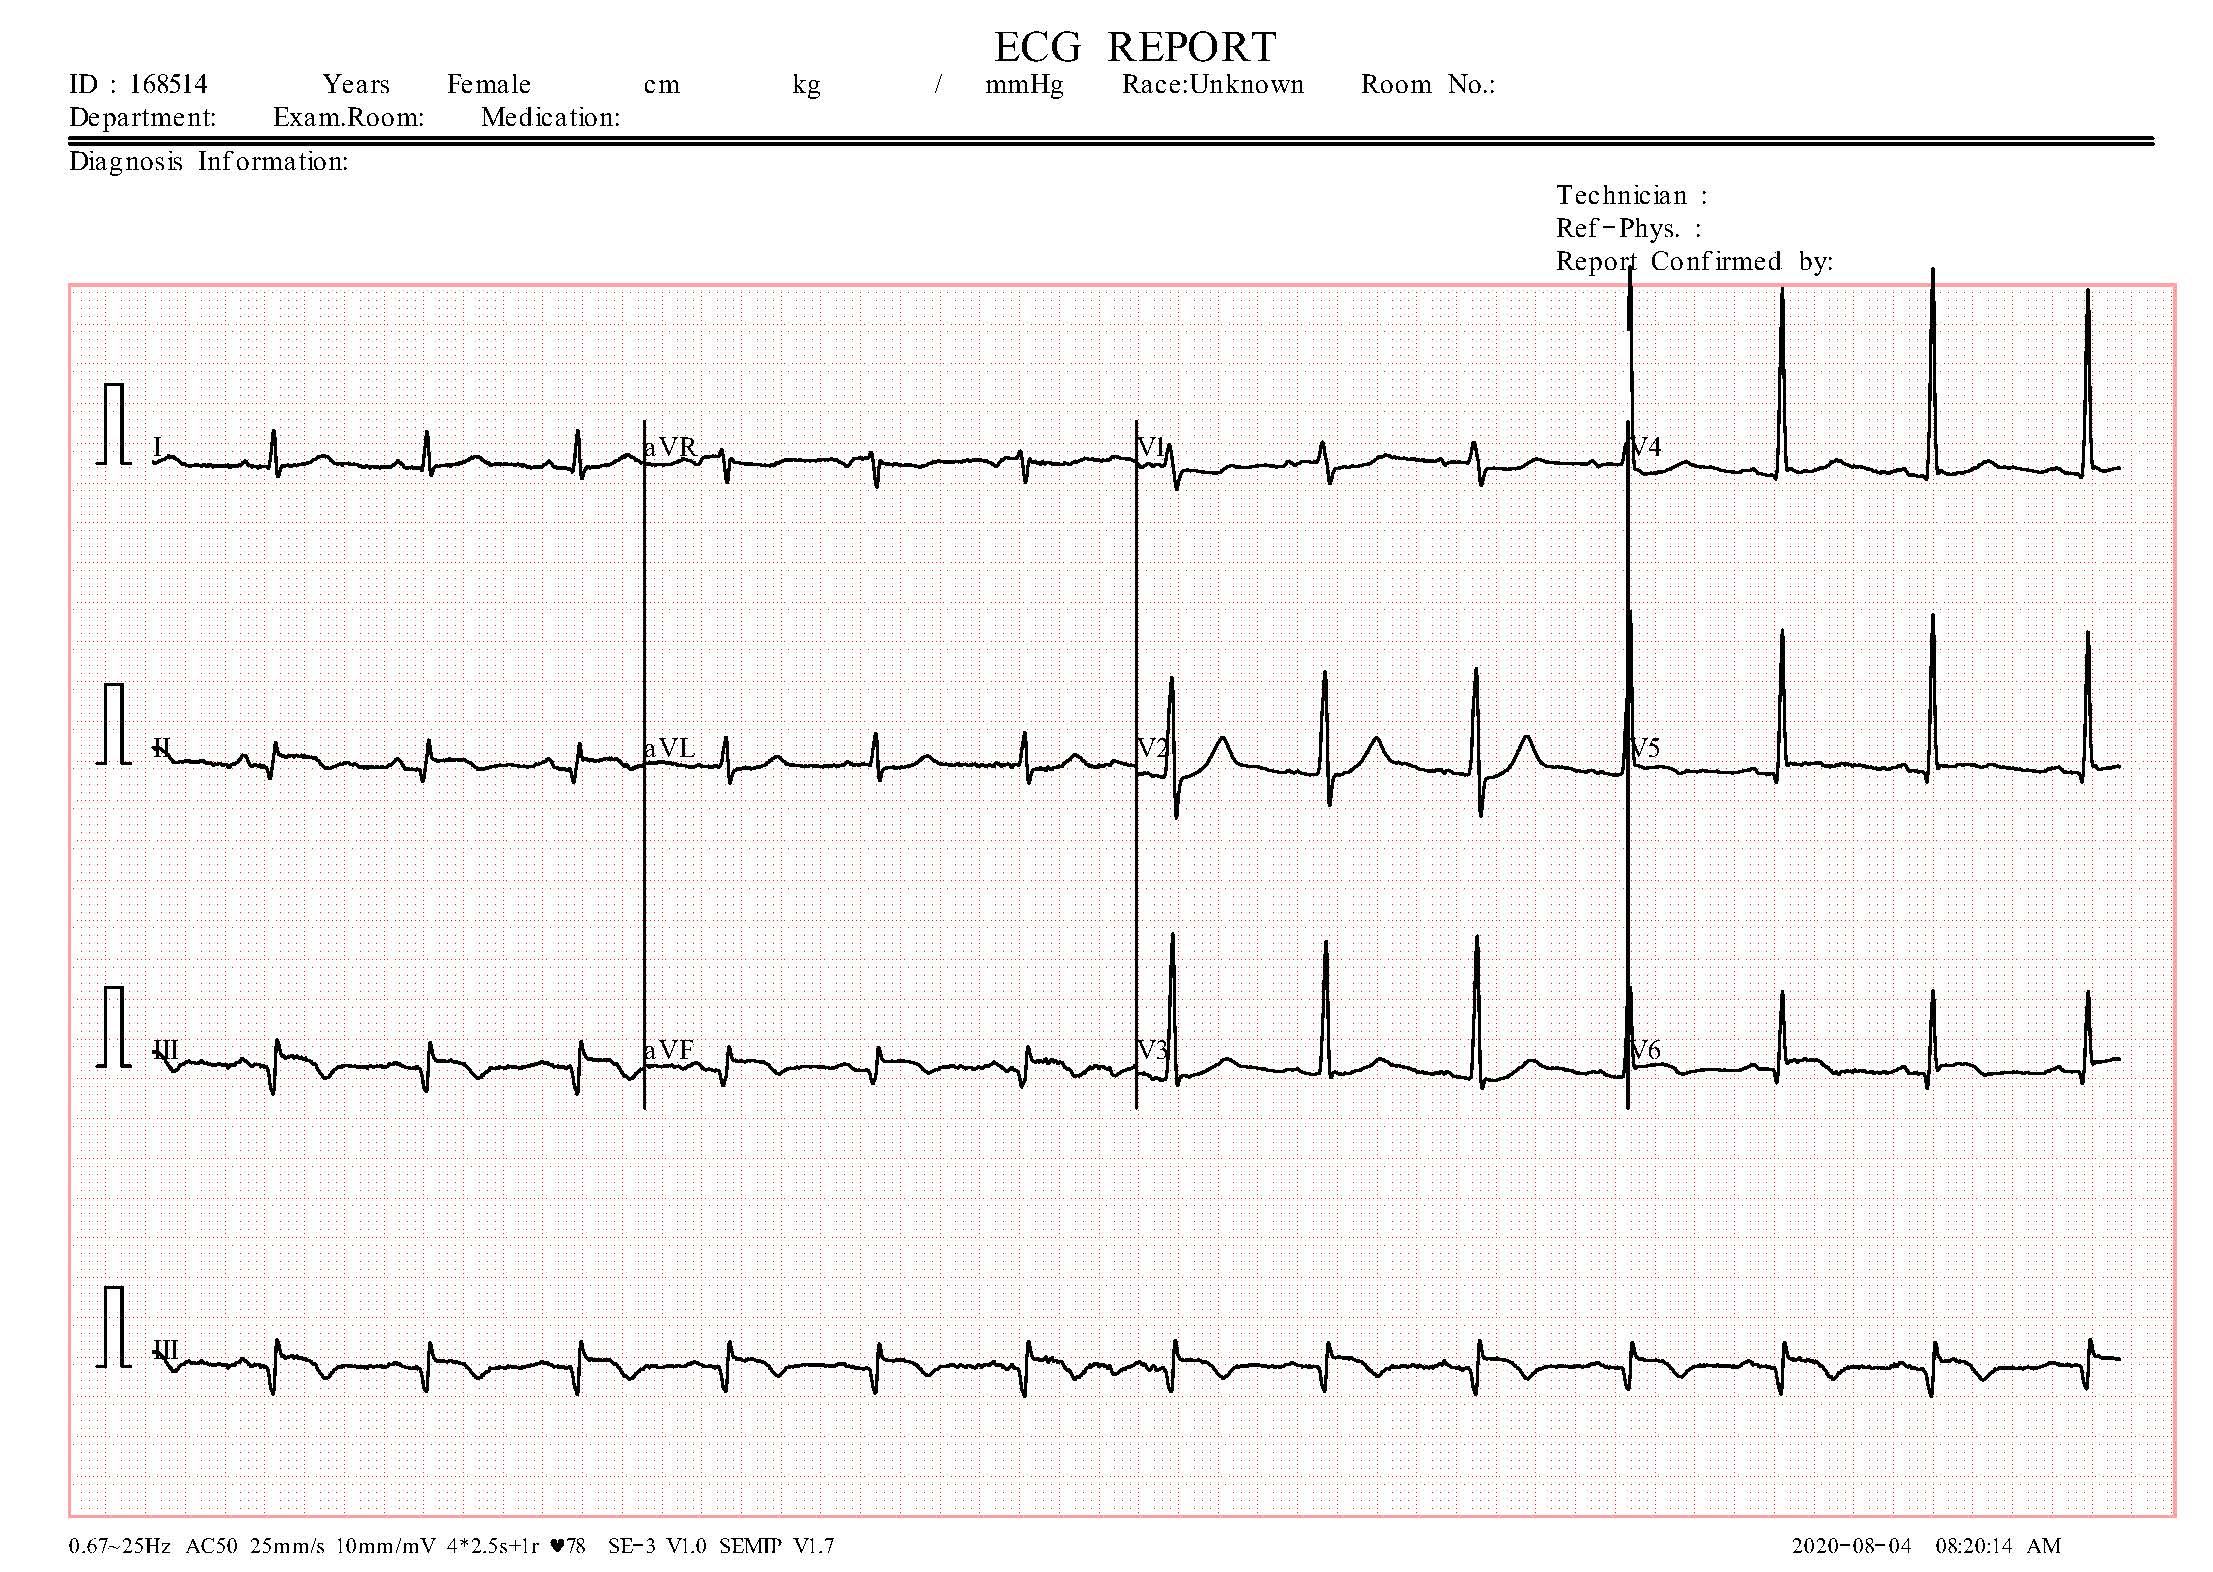 ECG REPORT
ID : 168514 Years Female cm kg / mmHg Race:Unknown Room No.:
Department: Exam.Room: Medication:
Diagnosis Information:
Technician :
Ref-Phys. :
Report Confirmed by:
I aVR V1 V4
II aVL V2 V5
III aVF V3 V6
III
0.67~25Hz AC50 25mm/s 10mm/mV 4*2.5s+1r ♥78 SE-3 V1.0 SEMIP V1.7 2020-08-04 08:20:14 AM